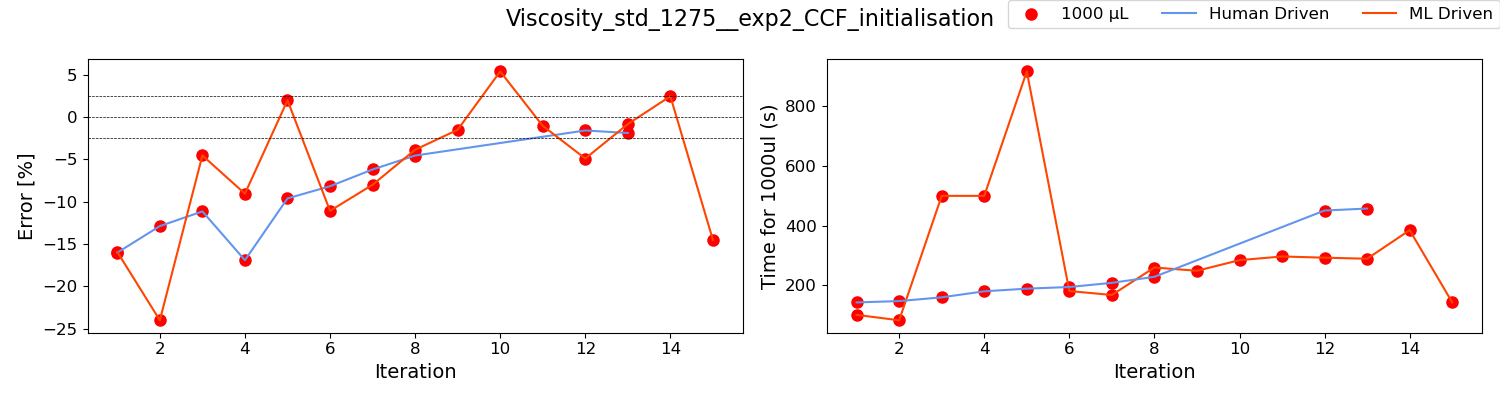 Viscosity_std_1275__exp2_CCF_initialisation
1000 μL
Human Driven
ML Driven
Error [%]
5
0
−5
−10
−15
−20
−25
2 4 6 8 10 12 14
Iteration
Time for 1000ul (s)
800
600
400
200
2 4 6 8 10 12 14
Iteration